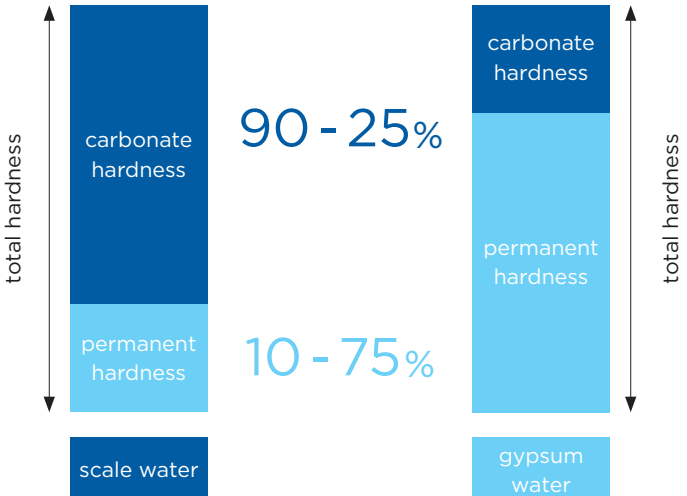 total hardness
carbonate
hardness
permanent
hardness
scale water
90 - 25%
10 - 75%
carbonate
hardness
permanent
hardness
gypsum
water
total hardness